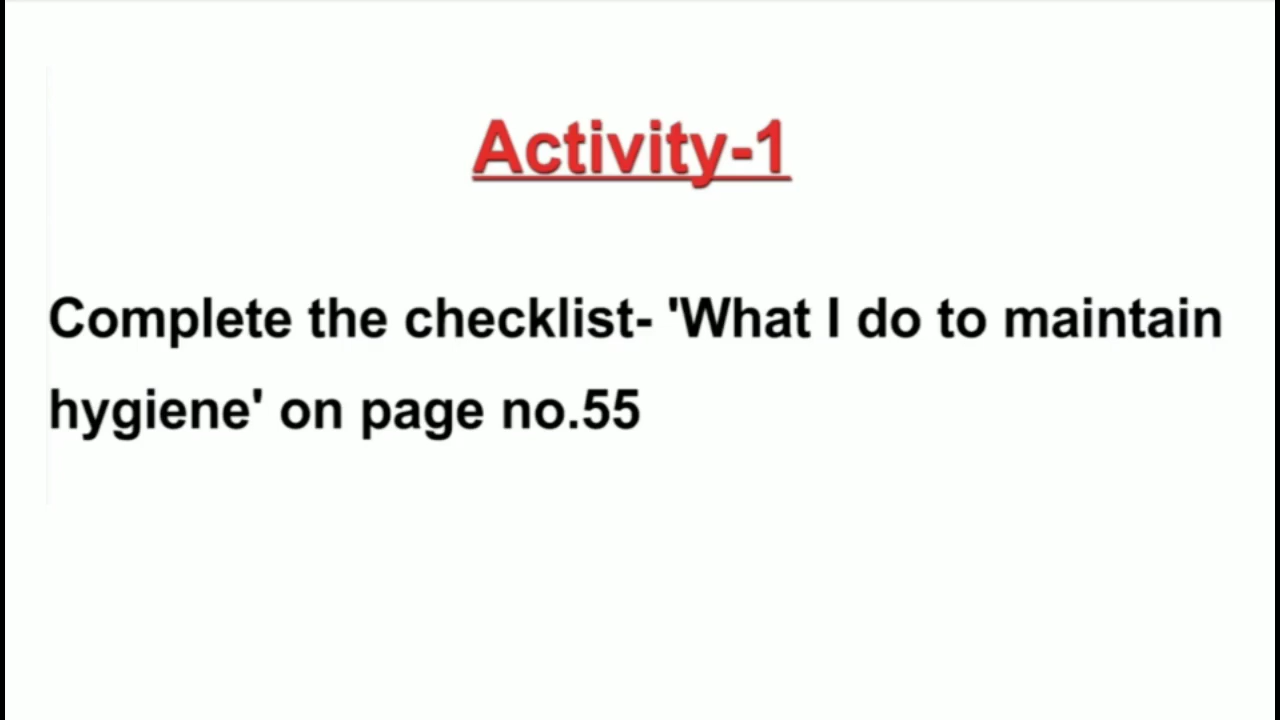 Activity-1
Complete the checklist- 'What I do to maintain
hygiene' on page no.55